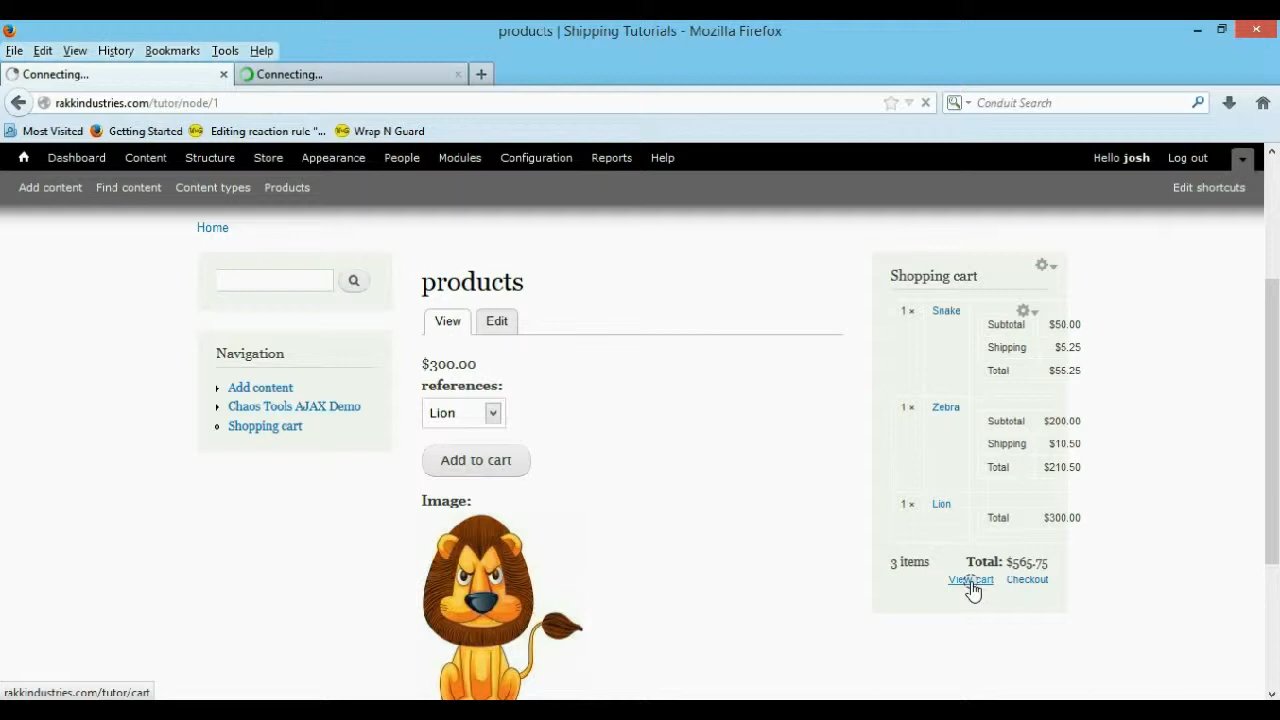 products | Shipping Tutorials - Mozilla Firefox
File Edit View History Bookmarks Tools Help
Connecting... Connecting...
rakkindustries.com/tutor/node/1 Conduit Search
Most Visited Getting Started Editing reaction rule "... Wrap N Guard
Dashboard Content Structure Store Appearance People Modules Configuration Reports Help Hello josh Log out
Add content Find content Content types Products Edit shortcuts
Home
products
View Edit
$300.00
references:
Lion
Add to cart
Image:
Navigation
Add content
Chaos Tools AJAX Demo
Shopping cart
Shopping cart
1 × Snake
Subtotal $50.00
Shipping $5.25
Total $55.25
1 × Zebra
Subtotal $200.00
Shipping $10.50
Total $210.50
1 × Lion
Total $300.00
3 items Total: $565.75
View cart Checkout
rakkindustries.com/tutor/cart